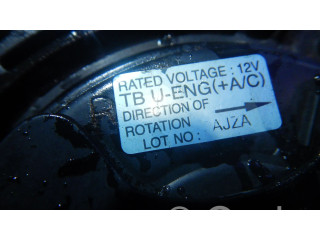 RATED VOLTAGE : 12V
TB U-ENG(+A/C)
DIRECTION OF
ROTATION
LOT NO : AJZA